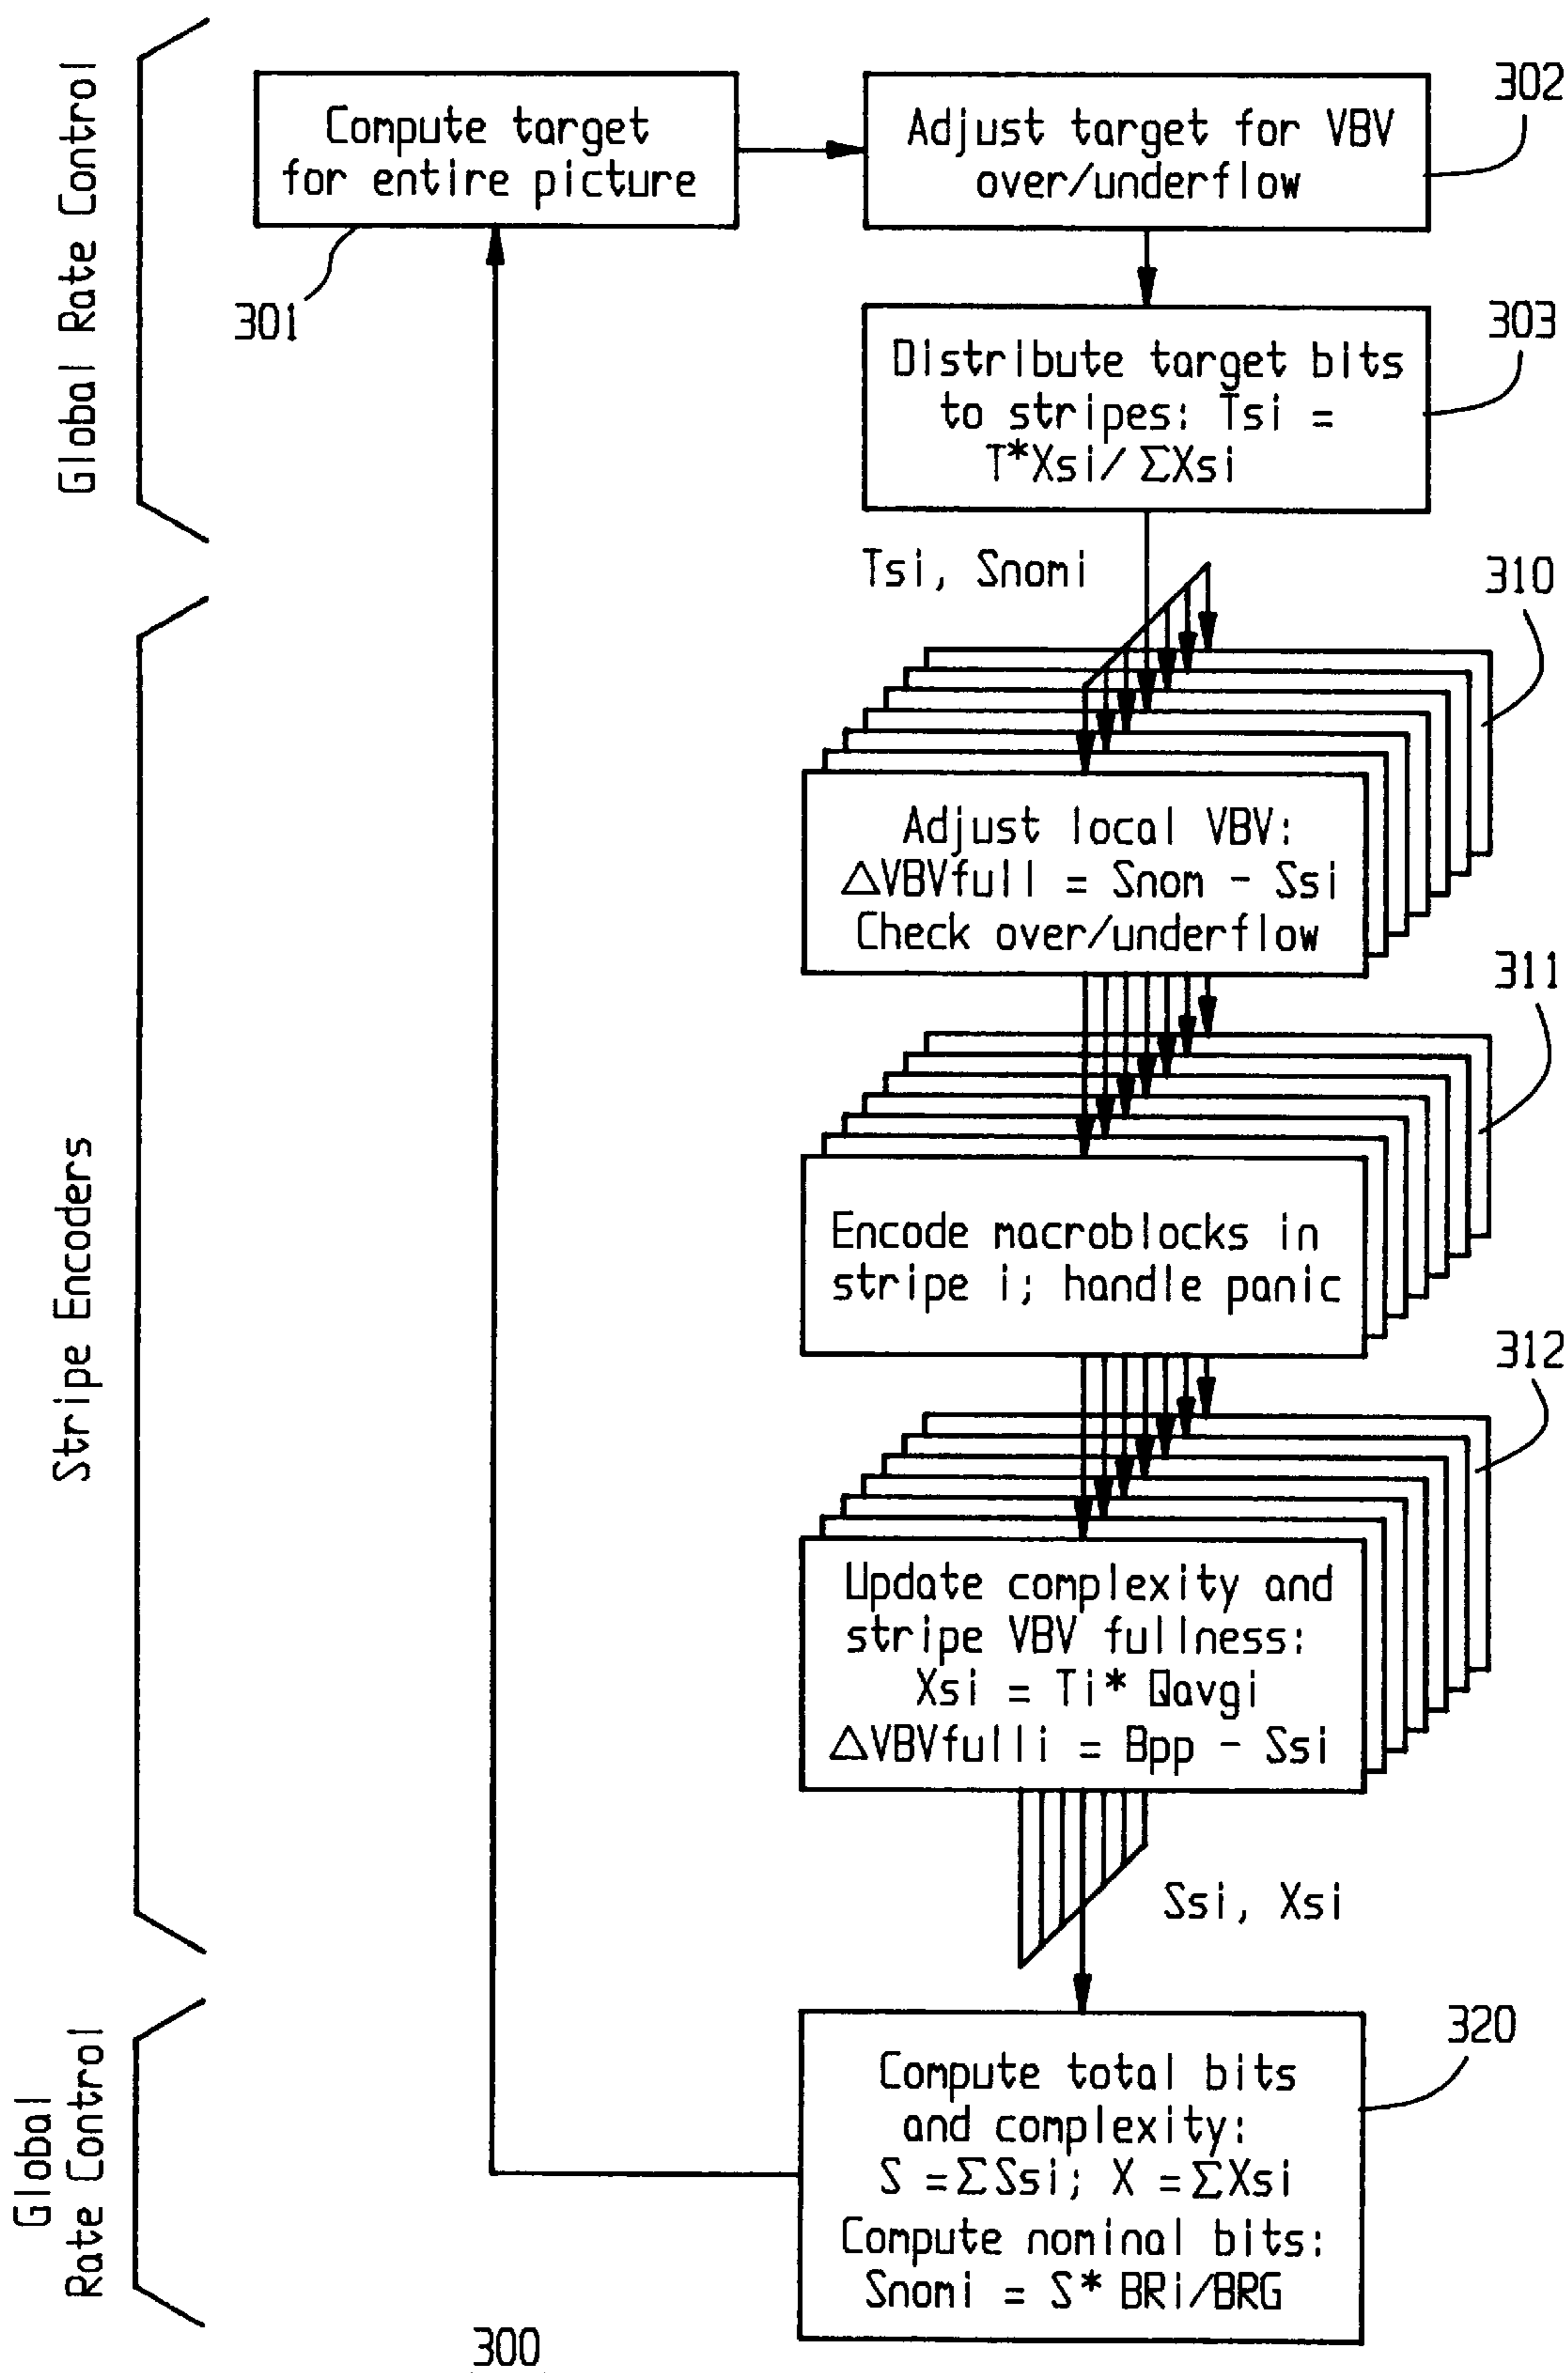 Global Rate Control
Compute target
for entire picture
301
Adjust target for VBV
over/underflow
302
Distribute target bits
to stripes: Tsi =
T*Xsi/ ΣXsi
303
Tsi, Snomi
Stripe Encoders
310
Adjust local VBV:
△VBVfull = Snom - Ssi
Check over/underflow
311
Encode macroblocks in
stripe i; handle panic
312
Update complexity and
stripe VBV fullness:
Xsi = Ti* Qavgi
△VBVfulli = Bpp - Ssi
Ssi, Xsi
Global
Rate Control
320
Compute total bits
and complexity:
S =ΣSsi; X =ΣXsi
Compute nominal bits:
Snomi = S* BRi/BRG
300